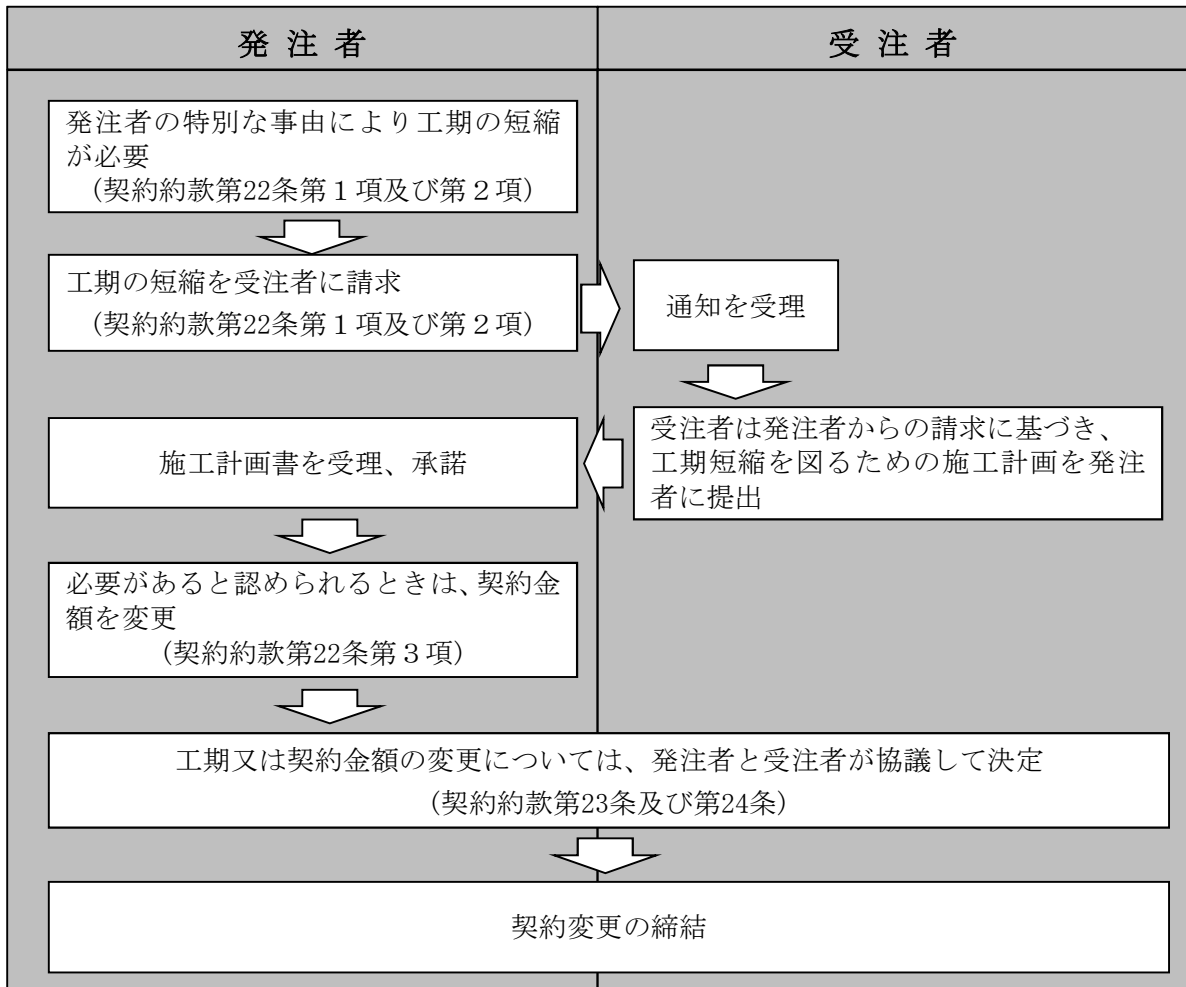 発注者
受注者
発注者の特別な事由により工期の短縮
が必要
（契約約款第22条第１項及び第２項）
工期の短縮を受注者に請求
（契約約款第22条第１項及び第２項）
通知を受理
受注者は発注者からの請求に基づき、
工期短縮を図るための施工計画を発注
者に提出
施工計画書を受理、承諾
必要があると認められるときは、契約金
額を変更
（契約約款第22条第３項）
工期又は契約金額の変更については、発注者と受注者が協議して決定
（契約約款第23条及び第24条）
契約変更の締結